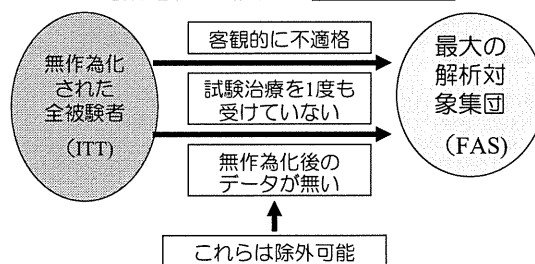 無作為化
された
全被験者
(ITT)
客観的に不適格
試験治療を1度も
受けていない
無作為化後の
データが無い
これらは除外可能
最大の
解析対
象集団
(FAS)